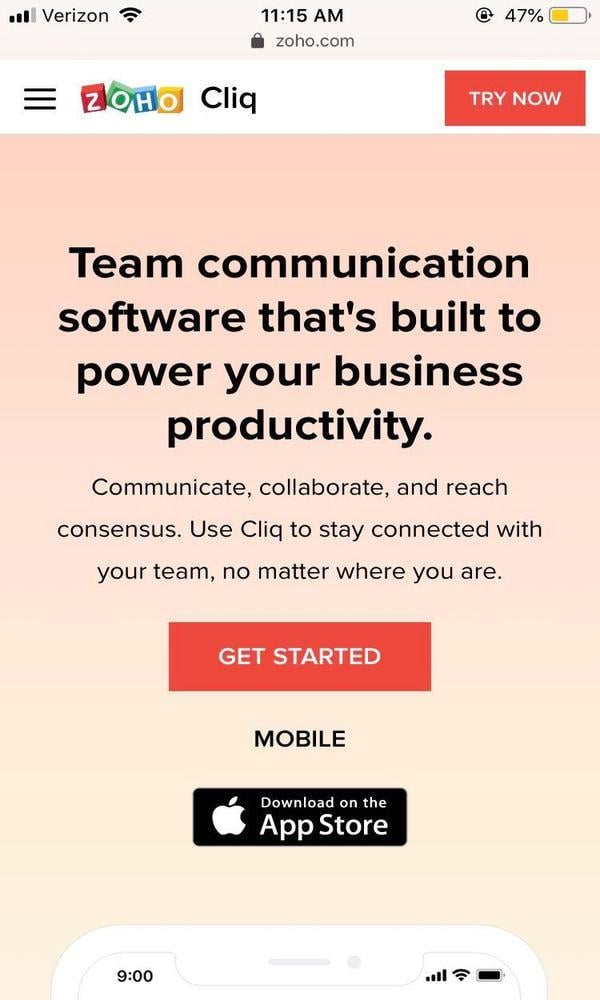 Verizon 11:15 AM 47%
zoho.com
ZOHO Cliq TRY NOW
Team communication
software that's built to
power your business
productivity.
Communicate, collaborate, and reach
consensus. Use Cliq to stay connected with
your team, no matter where you are.
GET STARTED
MOBILE
Download on the
App Store
9:00